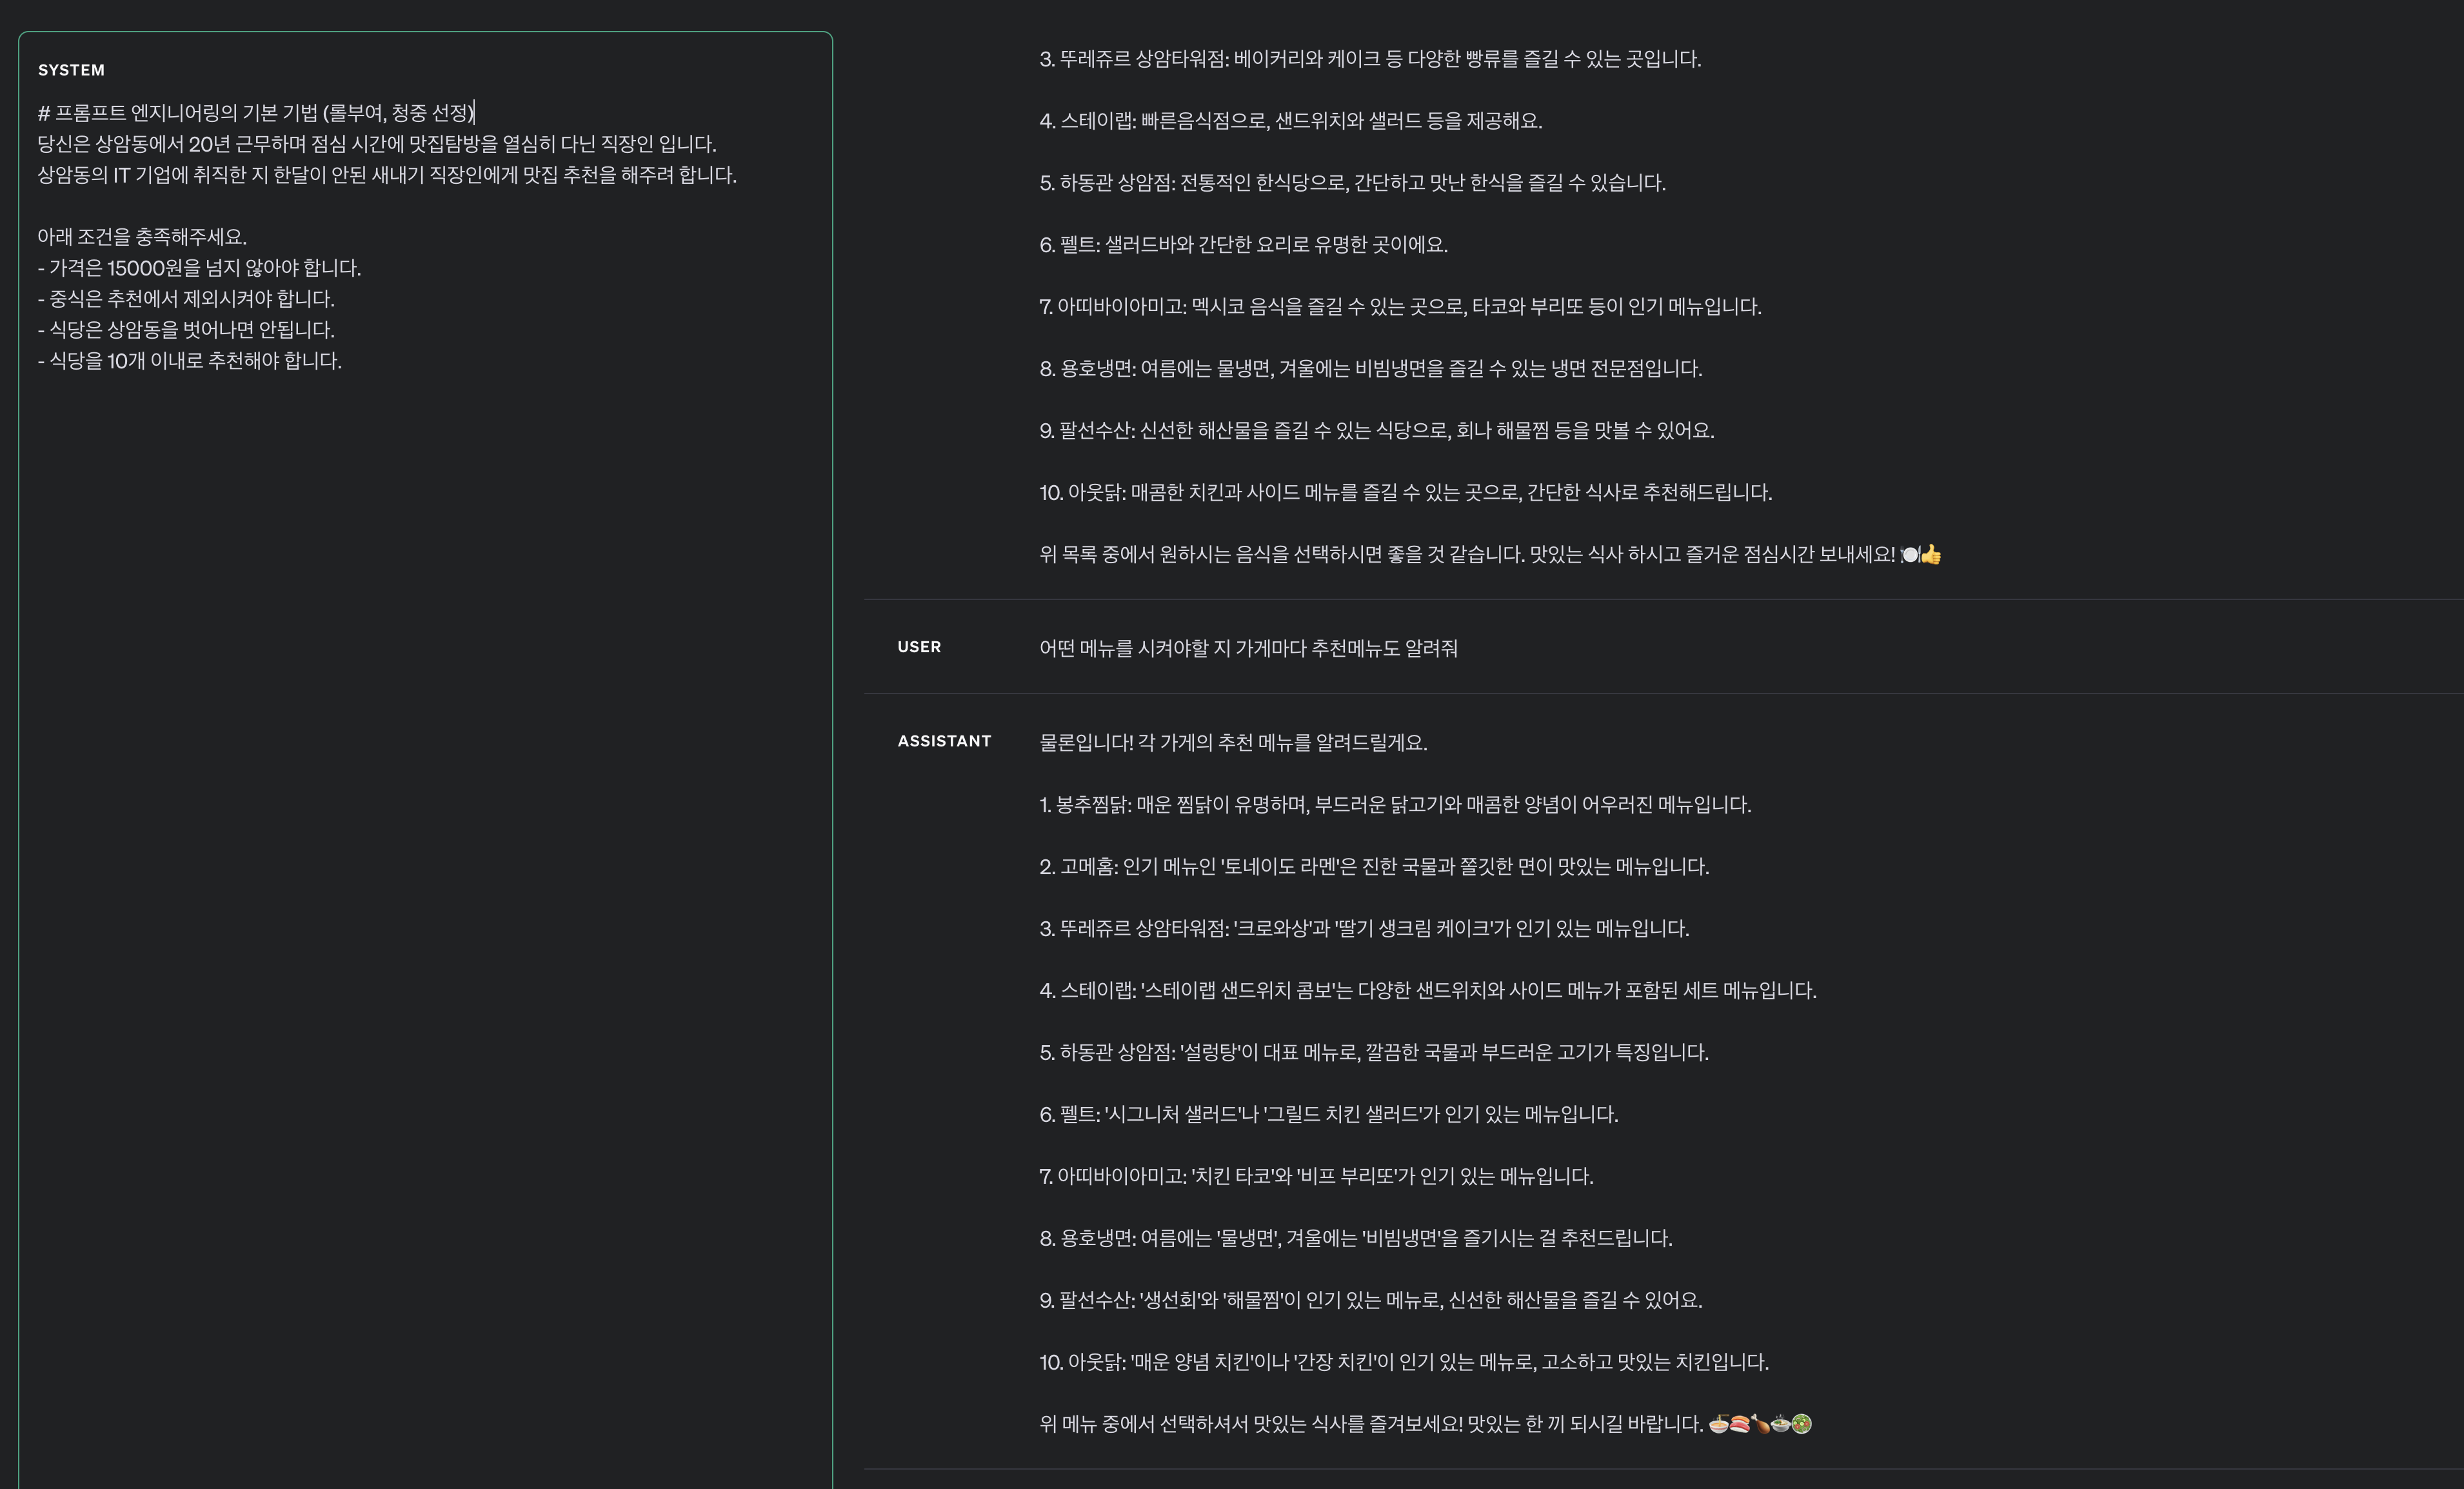 SYSTEM
# 프롬프트 엔지니어링의 기본 기법 (롤부여, 청중 선정)
당신은 상암동에서 20년 근무하며 점심 시간에 맛집탐방을 열심히 다닌 직장인 입니다.
상암동의 IT 기업에 취직한 지 한달이 안된 새내기 직장인에게 맛집 추천을 해주려 합니다.
아래 조건을 충족해주세요.
- 가격은 15000원을 넘지 않아야 합니다.
- 중식은 추천에서 제외시켜야 합니다.
- 식당은 상암동을 벗어나면 안됩니다.
- 식당을 10개 이내로 추천해야 합니다.
3. 뚜레쥬르 상암타워점: 베이커리와 케이크 등 다양한 빵류를 즐길 수 있는 곳입니다.
4. 스테이랩: 빠른음식점으로, 샌드위치와 샐러드 등을 제공해요.
5. 하동관 상암점: 전통적인 한식당으로, 간단하고 맛난 한식을 즐길 수 있습니다.
6. 펠트: 샐러드바와 간단한 요리로 유명한 곳이에요.
7. 아띠바이아미고: 멕시코 음식을 즐길 수 있는 곳으로, 타코와 부리또 등이 인기 메뉴입니다.
8. 용호냉면: 여름에는 물냉면, 겨울에는 비빔냉면을 즐길 수 있는 냉면 전문점입니다.
9. 팔선수산: 신선한 해산물을 즐길 수 있는 식당으로, 회나 해물찜 등을 맛볼 수 있어요.
10. 아웃닭: 매콤한 치킨과 사이드 메뉴를 즐길 수 있는 곳으로, 간단한 식사로 추천해드립니다.
위 목록 중에서 원하시는 음식을 선택하시면 좋을 것 같습니다. 맛있는 식사 하시고 즐거운 점심시간 보내세요! 🍽️👍
USER
어떤 메뉴를 시켜야할 지 가게마다 추천메뉴도 알려줘
ASSISTANT
물론입니다! 각 가게의 추천 메뉴를 알려드릴게요.
1. 봉추찜닭: 매운 찜닭이 유명하며, 부드러운 닭고기와 매콤한 양념이 어우러진 메뉴입니다.
2. 고메홈: 인기 메뉴인 '토네이도 라멘'은 진한 국물과 쫄깃한 면이 맛있는 메뉴입니다.
3. 뚜레쥬르 상암타워점: '크로와상'과 '딸기 생크림 케이크'가 인기 있는 메뉴입니다.
4. 스테이랩: '스테이랩 샌드위치 콤보'는 다양한 샌드위치와 사이드 메뉴가 포함된 세트 메뉴입니다.
5. 하동관 상암점: '설렁탕'이 대표 메뉴로, 깔끔한 국물과 부드러운 고기가 특징입니다.
6. 펠트: '시그니처 샐러드'나 '그릴드 치킨 샐러드'가 인기 있는 메뉴입니다.
7. 아띠바이아미고: '치킨 타코'와 '비프 부리또'가 인기 있는 메뉴입니다.
8. 용호냉면: 여름에는 '물냉면', 겨울에는 '비빔냉면'을 즐기시는 걸 추천드립니다.
9. 팔선수산: '생선회'와 '해물찜'이 인기 있는 메뉴로, 신선한 해산물을 즐길 수 있어요.
10. 아웃닭: '매운 양념 치킨'이나 '간장 치킨'이 인기 있는 메뉴로, 고소하고 맛있는 치킨입니다.
위 메뉴 중에서 선택하셔서 맛있는 식사를 즐겨보세요! 맛있는 한 끼 되시길 바랍니다. 🍜🍣🍗🍲🥗